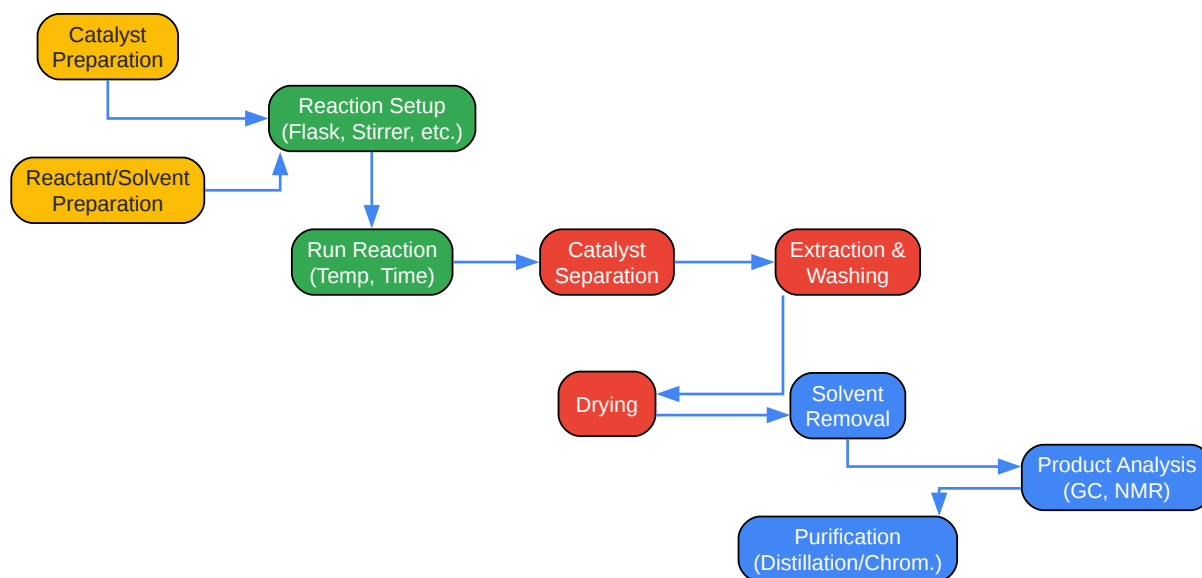 Catalyst
Preparation
Reaction Setup
(Flask, Stirrer, etc.)
Reactant/Solvent
Preparation
Run Reaction
(Temp, Time)
Catalyst
Separation
Extraction &
Washing
Drying
Solvent
Removal
Product Analysis
(GC, NMR)
Purification
(Distillation/Chrom.)